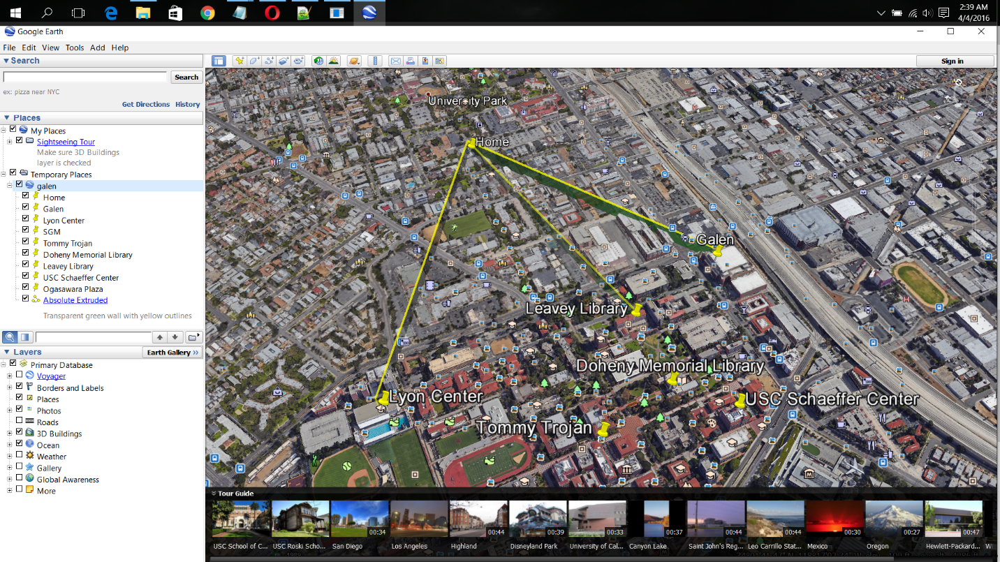 2:39 AM
4/4/2016
Google Earth
File Edit View Tools Add Help
Search
Search
ex: pizza near NYC
Get Directions History
Places
My Places
Sightseeing Tour
Make sure 3D Buildings
layer is checked
Temporary Places
galen
Home
Galen
Lyon Center
SGM
Tommy Trojan
Doheny Memorial Library
Leavey Library
USC Schaeffer Center
Ogasawara Plaza
Absolute Extruded
Transparent green wall with yellow outlines
Layers
Earth Gallery »
Primary Database
Voyager
Borders and Labels
Places
Photos
Roads
3D Buildings
Ocean
Weather
Gallery
Global Awareness
More
Sign in
University Park
Home
Galen
Leavey Library
Doheny Memorial Library
Lyon Center
USC Schaeffer Center
Tommy Trojan
Tour Guide
00:34
00:44
00:39
00:33
00:37
00:44
00:44
00:30
00:27
00:47
USC School of C...
USC Roski Scho...
San Diego
Los Angeles
Highland
Disneyland Park
University of Cal...
Canyon Lake
Saint John's Reg...
Leo Carrillo Stat...
Mexico
Oregon
Hewlett-Packard...
W